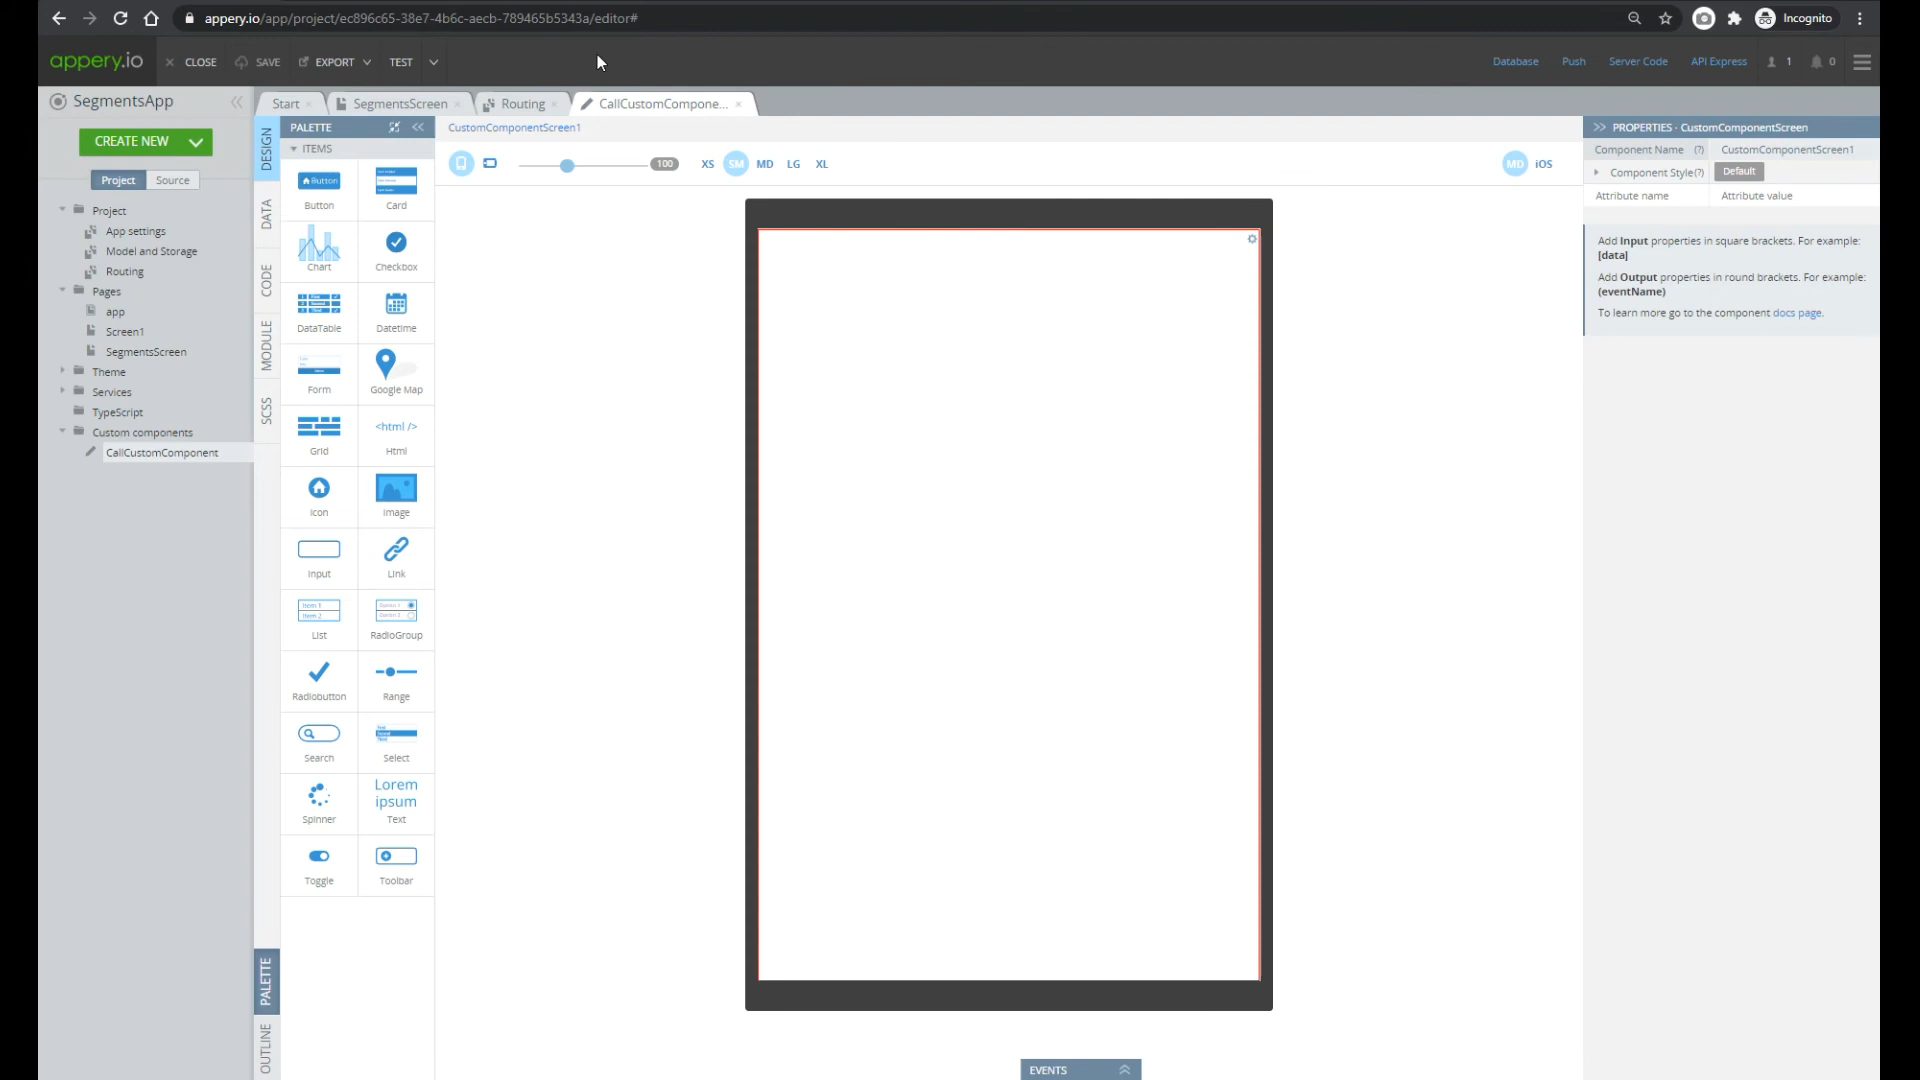 appery.io/app/project/ec896c65-38e7-4b6c-aecb-789465b5343a/editor#
Incognito
appery.io
CLOSE
SAVE
EXPORT
TEST
Database
Push
Server Code
API Express
1
0
SegmentsApp
Start
SegmentsScreen
Routing
CallCustomCompone...
CREATE NEW
Project
Source
Project
App settings
Model and Storage
Routing
Pages
app
Screen1
SegmentsScreen
Theme
Services
TypeScript
Custom components
CallCustomComponent
DESIGN
DATA
CODE
MODULE
SCSS
PALETTE
OUTLINE
PALETTE
ITEMS
Button
Button
Card
Chart
Checkbox
DataTable
Datetime
Form
Google Map
Grid
<html />
Html
Icon
Image
Input
Link
Item 1
Item 2
List
RadioGroup
Radiobutton
Range
Search
Select
Spinner
Lorem
ipsum
Text
Toggle
Toolbar
CustomComponentScreen1
100
XS
SM
MD
LG
XL
MD
iOS
EVENTS
PROPERTIES - CustomComponentScreen
Component Name (?)
CustomComponentScreen1
Component Style(?)
Default
Attribute name
Attribute value
Add Input properties in square brackets. For example:
[data]
Add Output properties in round brackets. For example:
(eventName)
To learn more go to the component docs page.